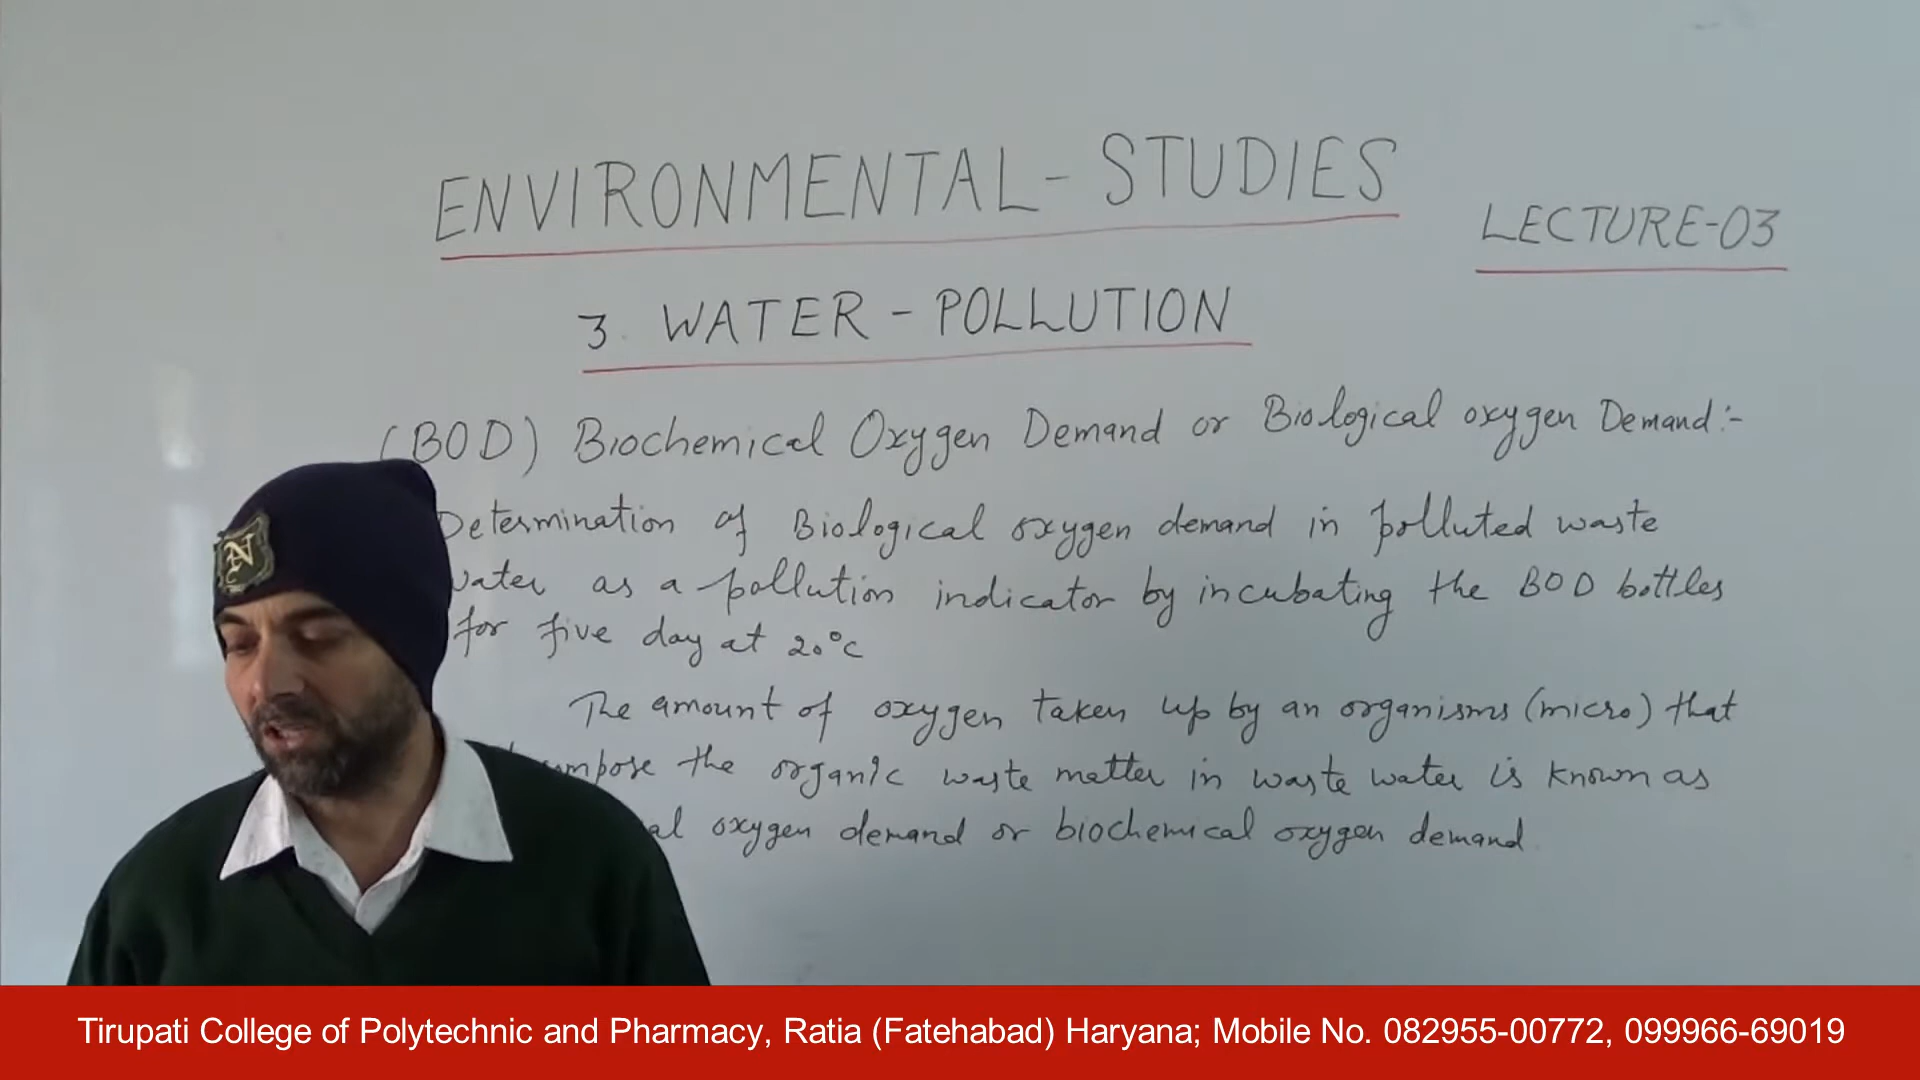 ENVIRONMENTAL - STUDIES
LECTURE-03
3. WATER - POLLUTION
(BOD) Biochemical Oxygen Demand or Biological oxygen Demand:-
Determination of Biological oxygen demand in polluted waste
water as a pollution indicator by incubating the BOD bottles
for five day at 20°C
The amount of oxygen taken up by an organisms (micro) that
the organic waste matter in waste water is known as
oxygen demand or biochemical oxygen demand
N
Tirupati College of Polytechnic and Pharmacy, Ratia (Fatehabad) Haryana; Mobile No. 082955-00772, 099966-69019